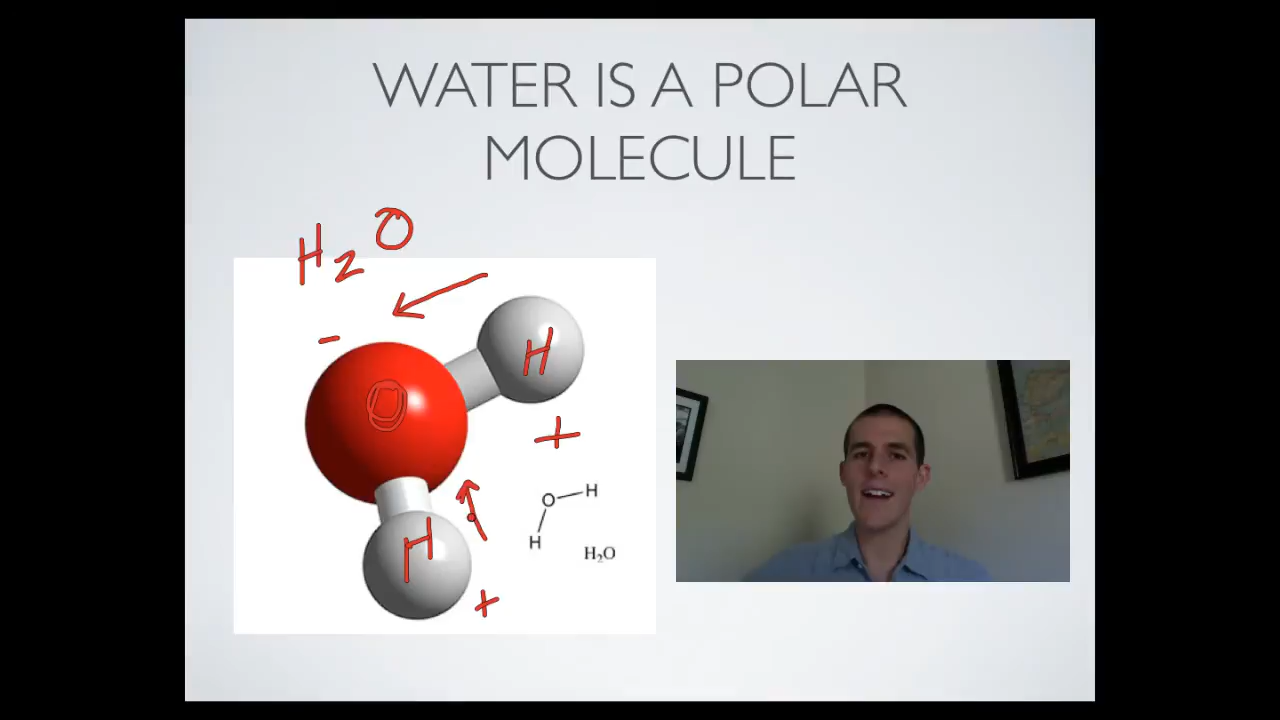 WATER IS A POLAR
MOLECULE
H2O
-
H
O
+
O H
H
H
H₂O
+